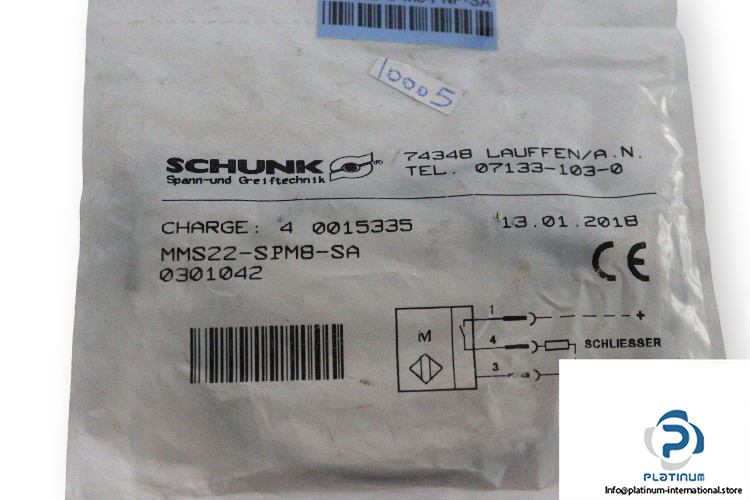 10005
SCHUNK
Spann-und Greiftechnik
74348 LAUFFEN/A.N.
TEL. 07133-103-0
CHARGE: 4 0015335
13.01.2018
MMS22-SPM8-SA
0301042
CE
M
1
+
4
SCHLIESSER
3
PLATINUM
Info@platinum-international.store